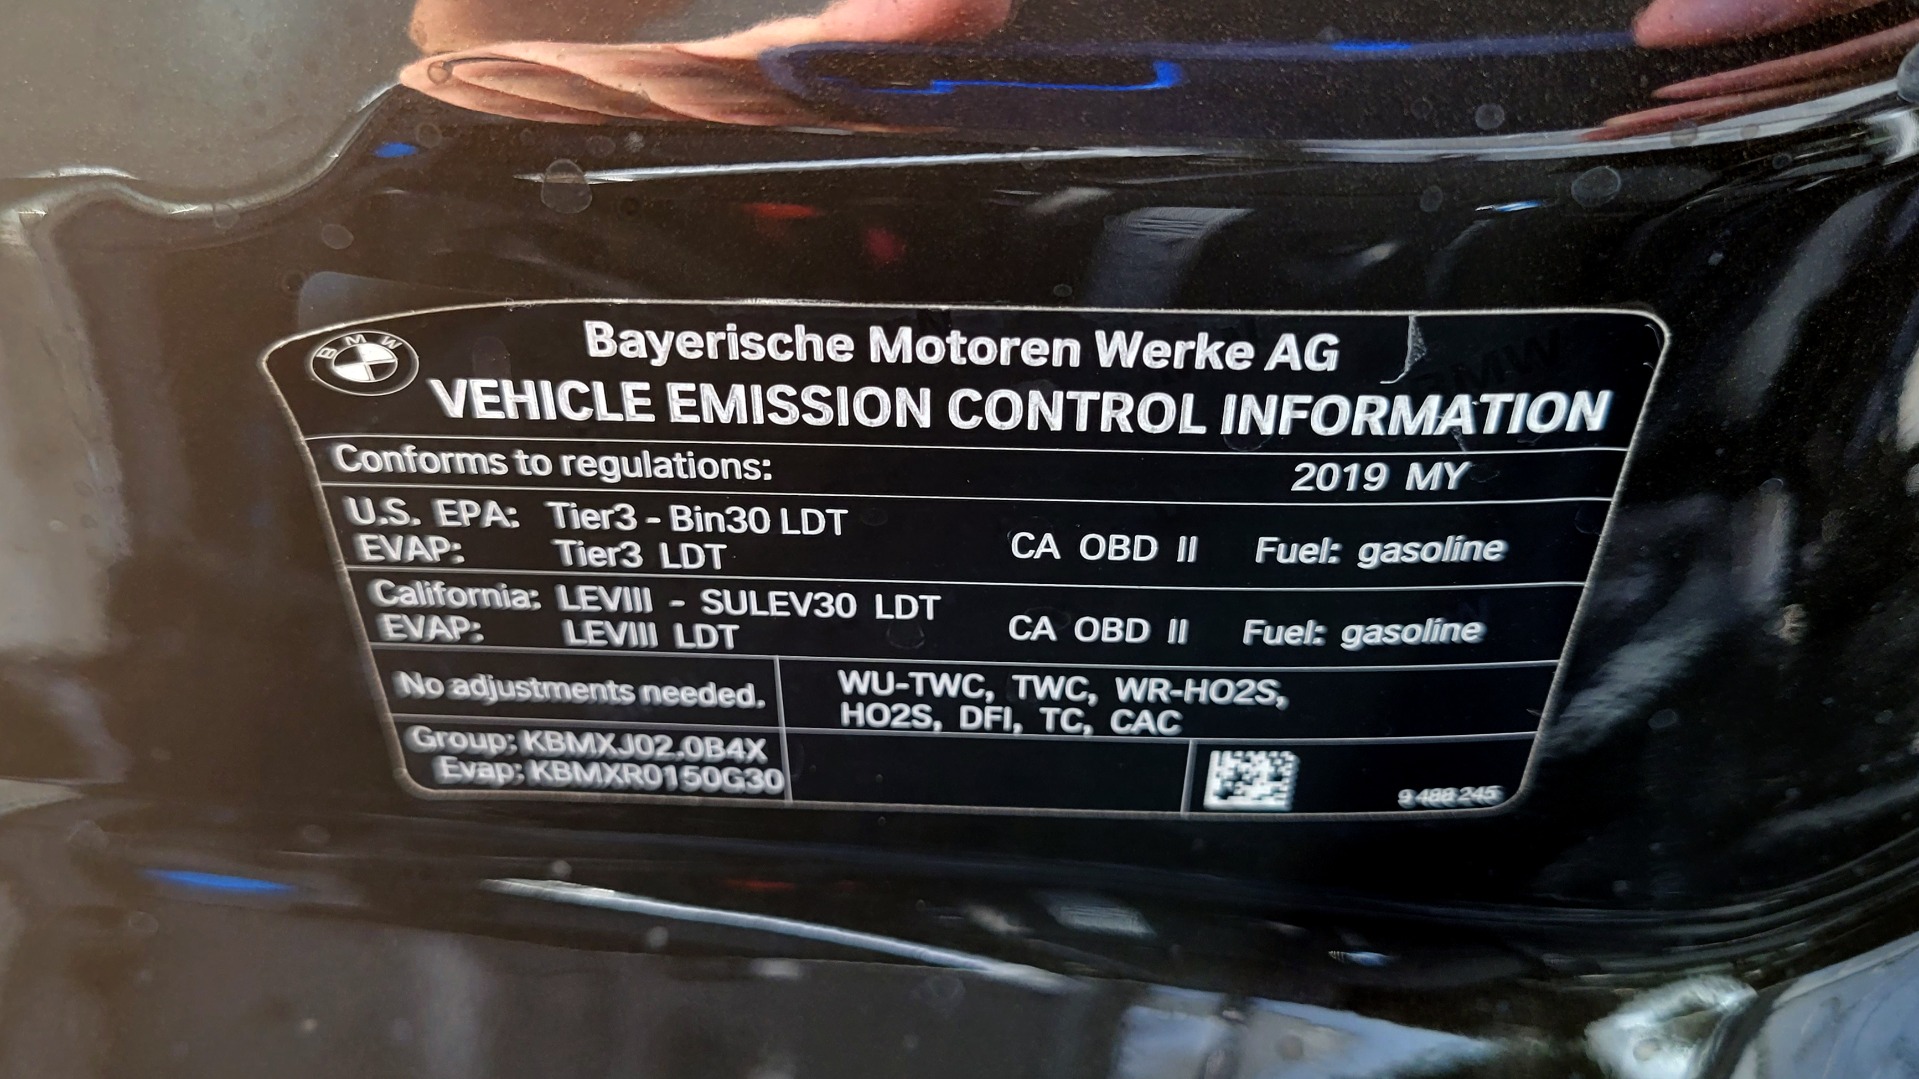 BMW
Bayerische Motoren Werke AG
VEHICLE EMISSION CONTROL INFORMATION
Conforms to regulations: 2019 MY
U.S. EPA: Tier3 - Bin30 LDT
EVAP: Tier3 LDT CA OBD II Fuel: gasoline
California: LEVIII - SULEV30 LDT
EVAP: LEVIII LDT CA OBD II Fuel: gasoline
No adjustments needed.
WU-TWC, TWC, WR-HO2S,
HO2S, DFI, TC, CAC
Group: KBMXJ02.0B4X
Evap: KBMXR0150G30
9 488 245